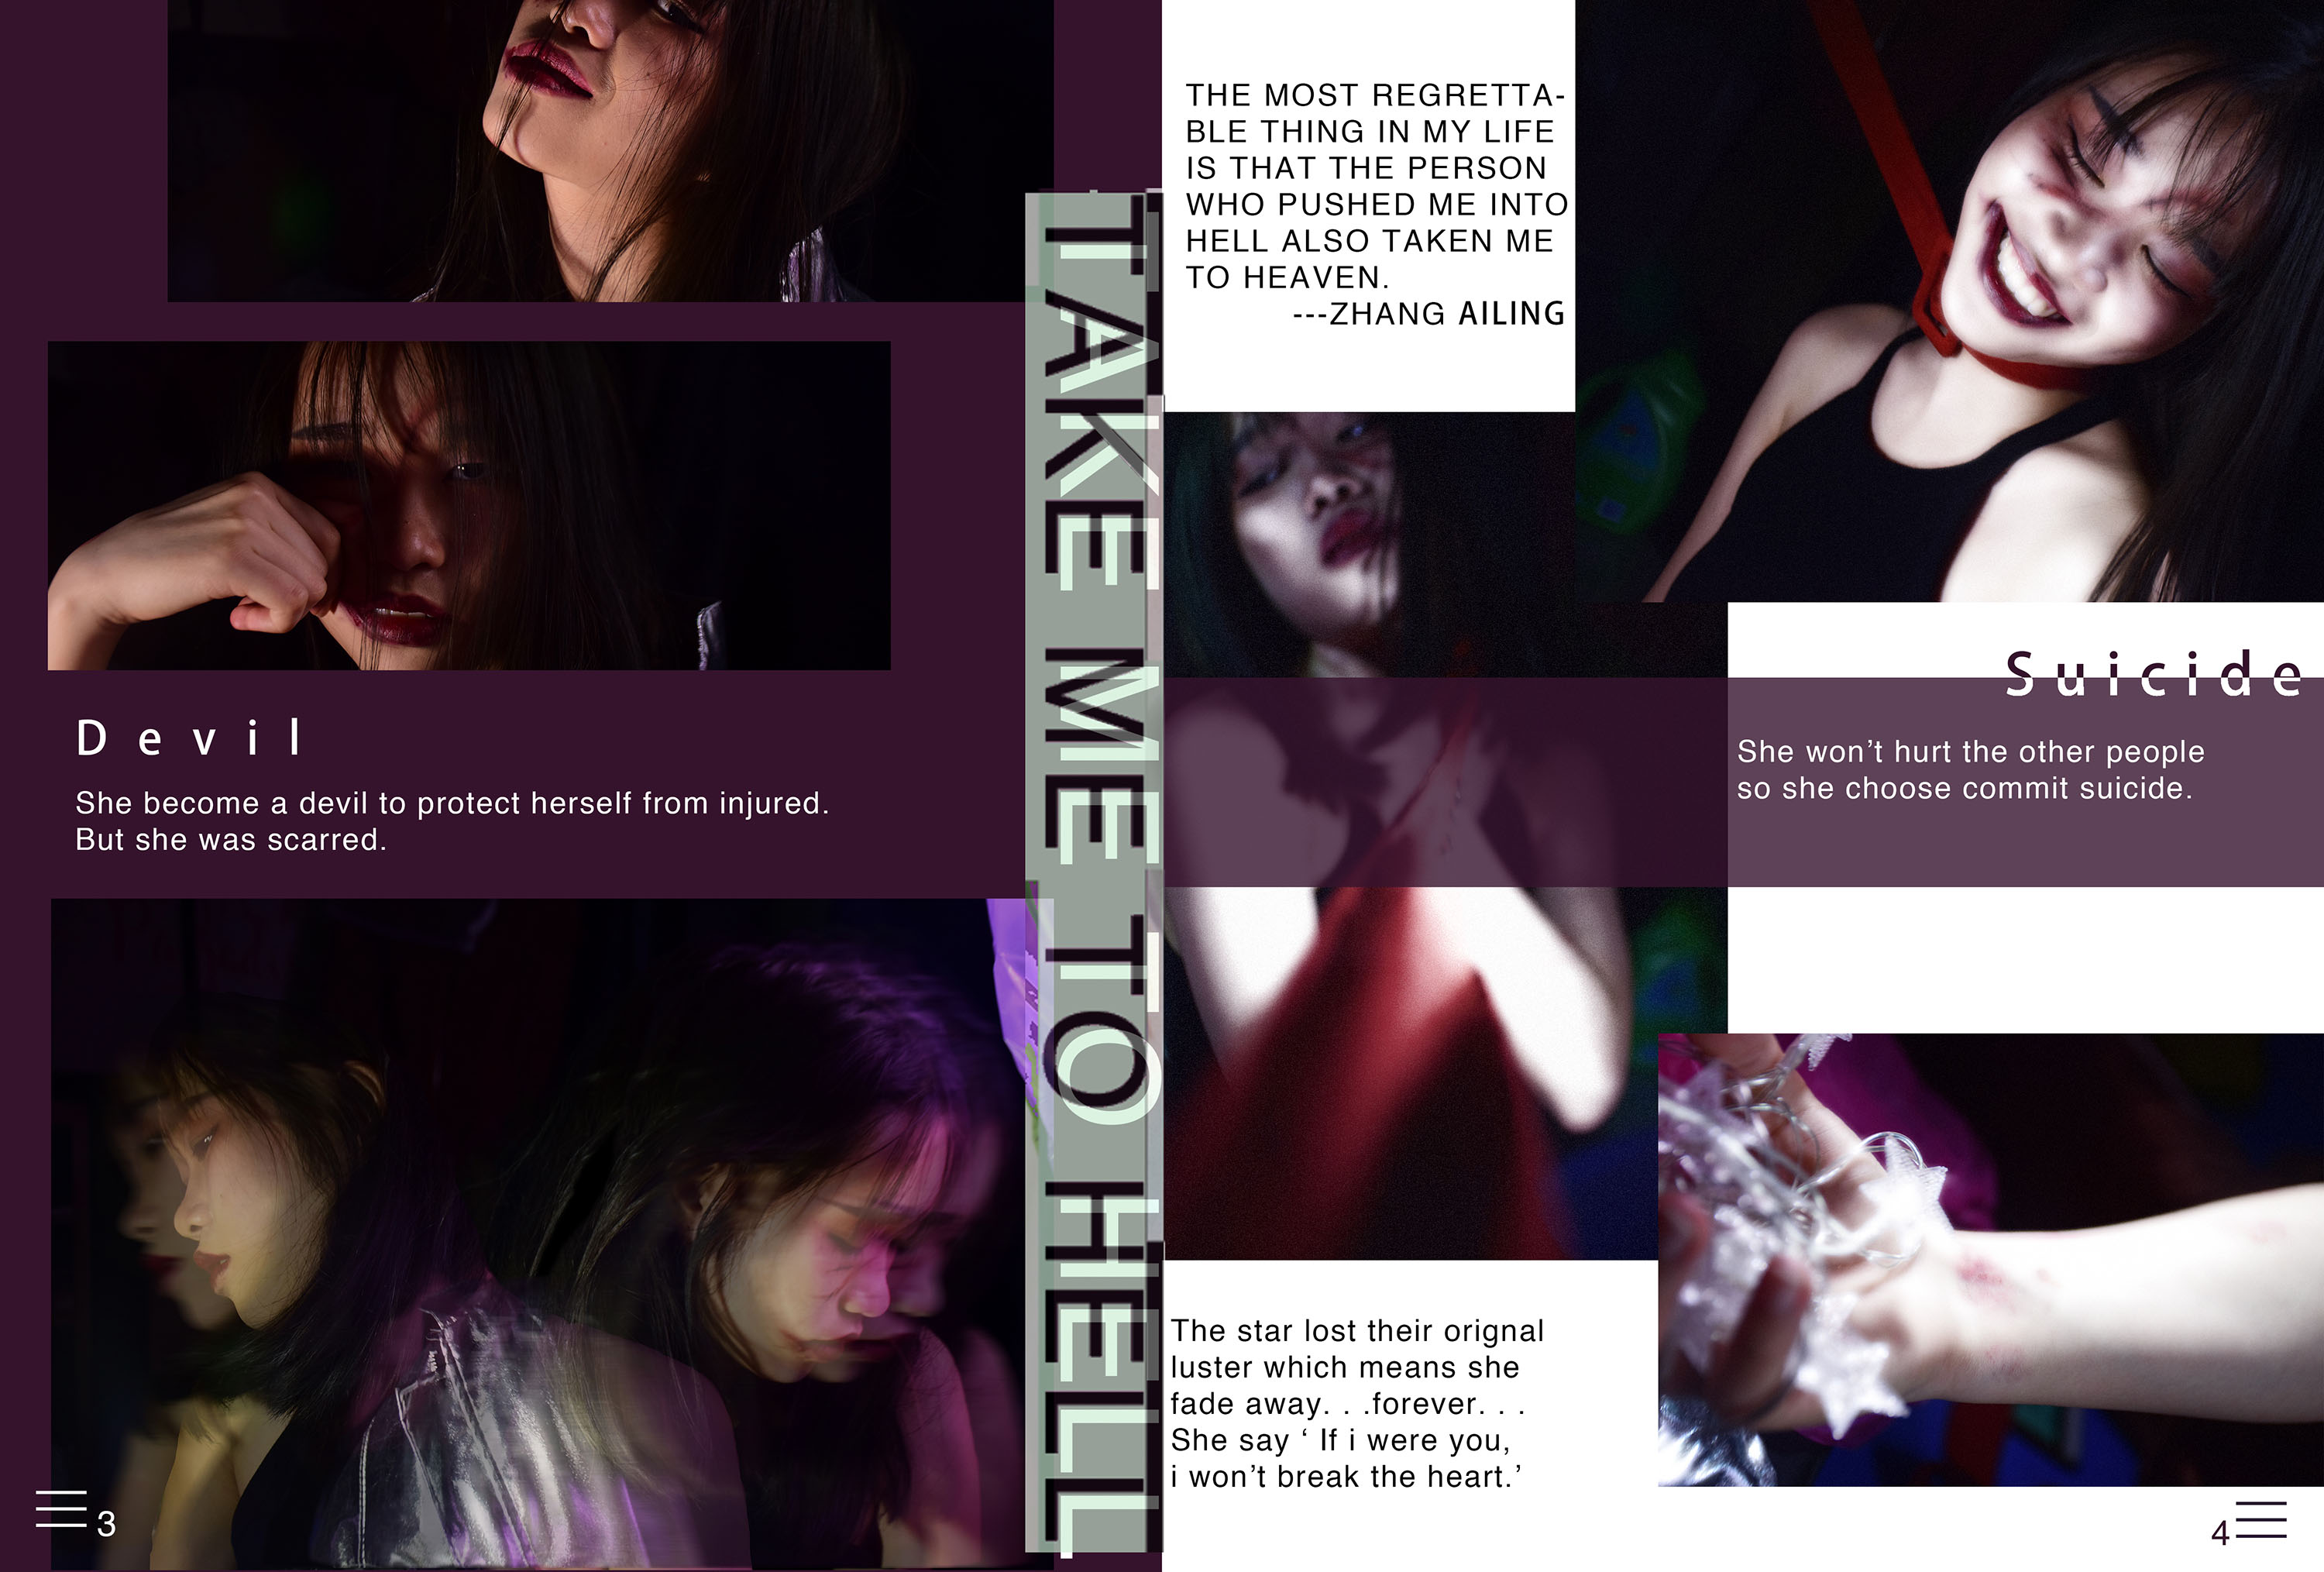 Devil
She become a devil to protect herself from injured.
But she was scarred.
3
TAKE ME TO HELL
THE MOST REGRETTA-
BLE THING IN MY LIFE
IS THAT THE PERSON
WHO PUSHED ME INTO
HELL ALSO TAKEN ME
TO HEAVEN.
---ZHANG AILING
Suicide
She won’t hurt the other people
so she choose commit suicide.
The star lost their orignal
luster which means she
fade away. . .forever. . .
She say ‘ If i were you,
i won’t break the heart.’
4